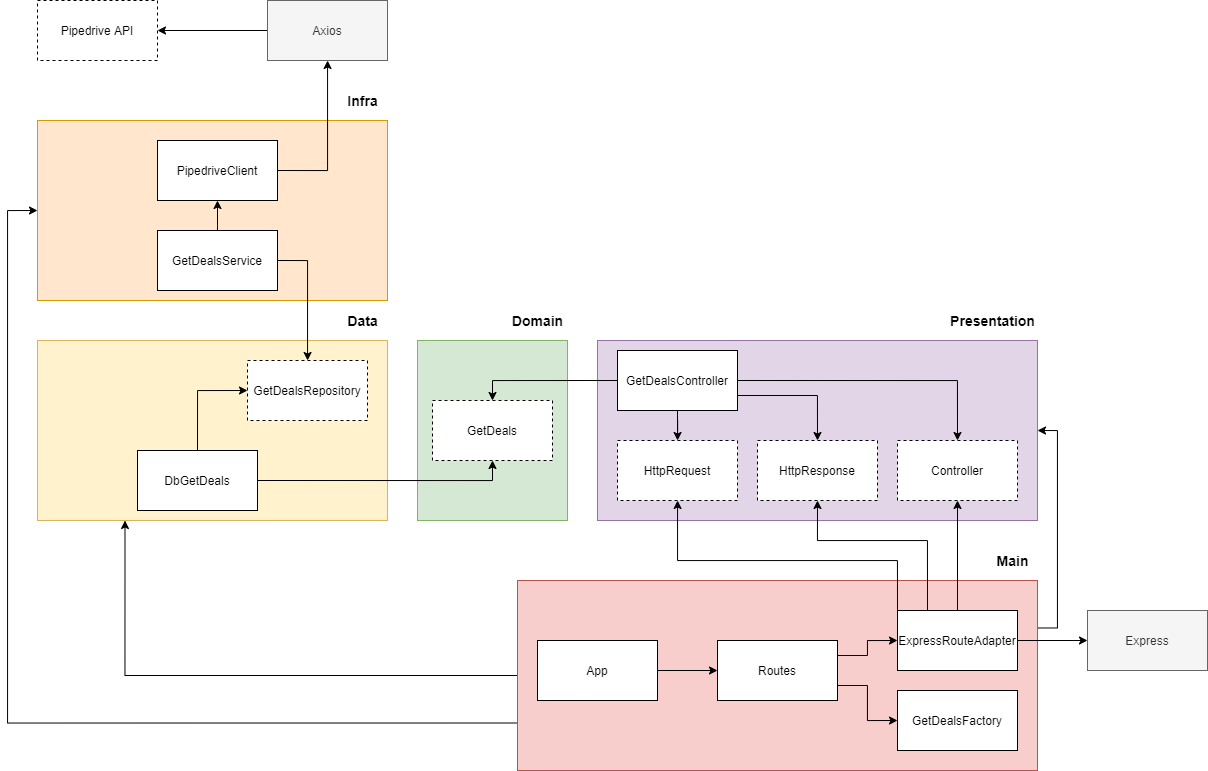 Pipedrive API
Axios
Infra
PipedriveClient
GetDealsService
Data
Domain
Presentation
GetDealsRepository
DbGetDeals
GetDeals
GetDealsController
HttpRequest
HttpResponse
Controller
Main
App
Routes
ExpressRouteAdapter
Express
GetDealsFactory